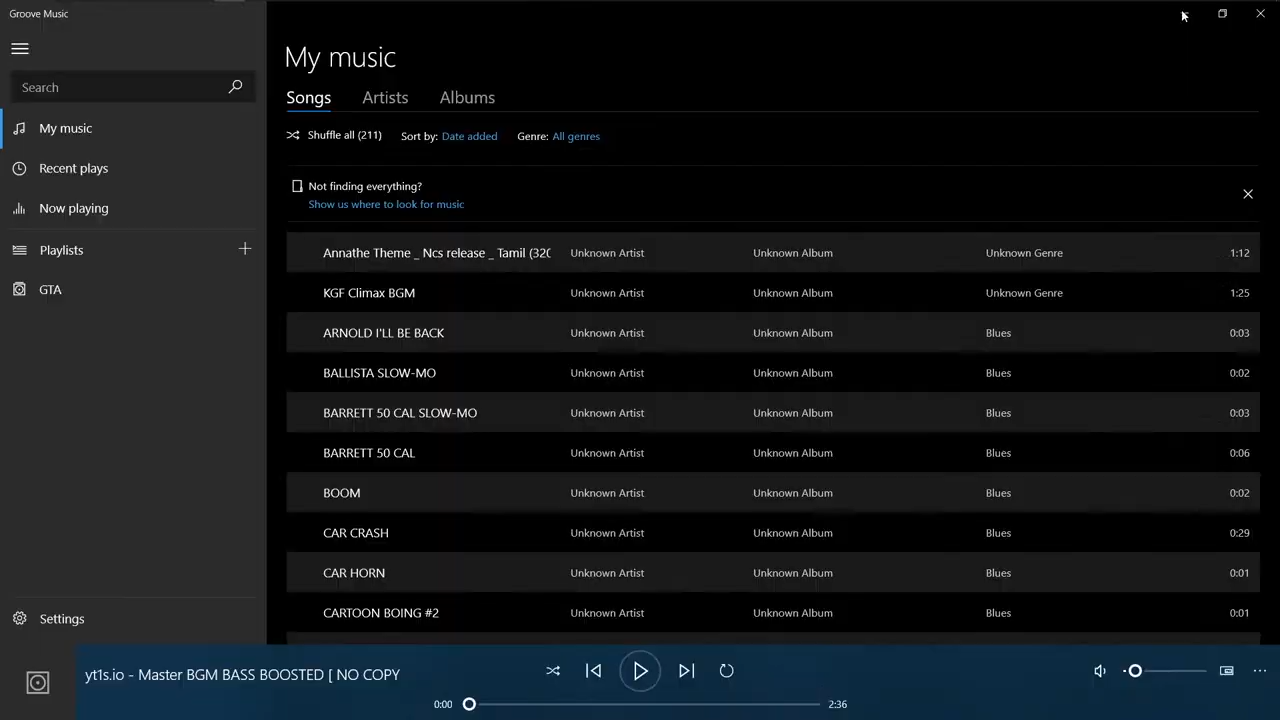 Groove Music
Search
My music
Recent plays
Now playing
Playlists
GTA
Settings
My music
Songs Artists Albums
Shuffle all (211) Sort by: Date added Genre: All genres
Not finding everything?
Show us where to look for music
Annathe Theme _ Ncs release _ Tamil (320 Unknown Artist Unknown Album Unknown Genre 1:12
KGF Climax BGM Unknown Artist Unknown Album Unknown Genre 1:25
ARNOLD I'LL BE BACK Unknown Artist Unknown Album Blues 0:03
BALLISTA SLOW-MO Unknown Artist Unknown Album Blues 0:02
BARRETT 50 CAL SLOW-MO Unknown Artist Unknown Album Blues 0:03
BARRETT 50 CAL Unknown Artist Unknown Album Blues 0:06
BOOM Unknown Artist Unknown Album Blues 0:02
CAR CRASH Unknown Artist Unknown Album Blues 0:29
CAR HORN Unknown Artist Unknown Album Blues 0:01
CARTOON BOING #2 Unknown Artist Unknown Album Blues 0:01
yt1s.io - Master BGM BASS BOOSTED [ NO COPY
0:00 2:36